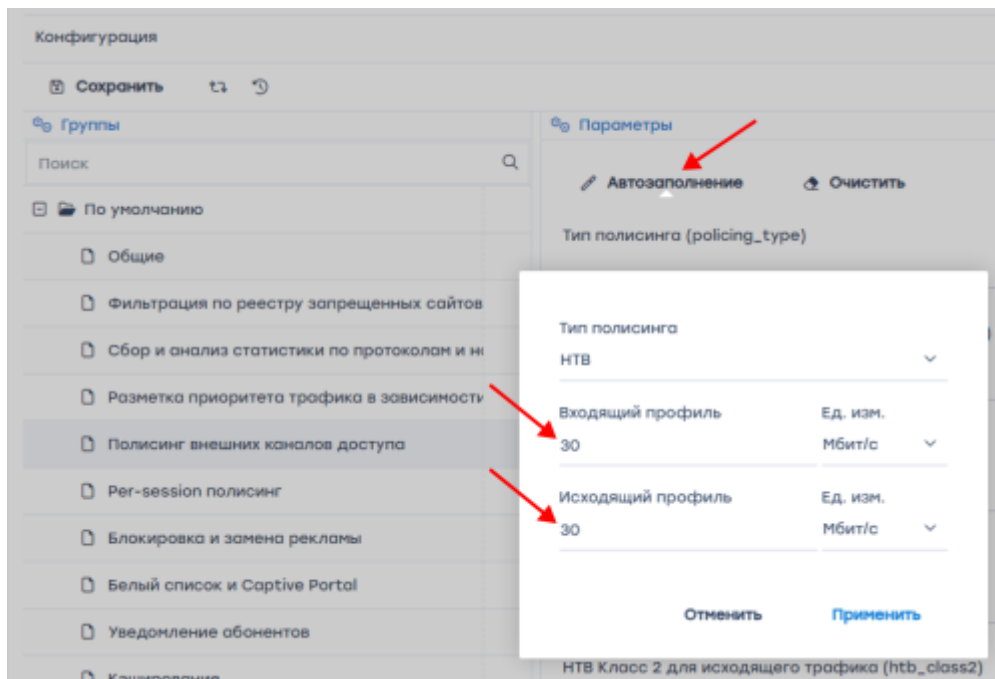 Конфигурация
Сохранить
Группы
Поиск
По умолчанию
Общие
Фильтрация по реестру запрещенных сайтов
Сбор и анализ статистики по протоколам и
Разметка приоритета трафика в зависимости
Полисинг внешних каналов доступа
Per-session полисинг
Блокировка и замена рекламы
Белый список и Captive Portal
Уведомление абонентов
Кэширование
Параметры
Автозаполнение
Очистить
Тип полисинга (policing_type)
Тип полисинга
HTB
Входящий профиль Ед. изм.
30 Мбит/с
Исходящий профиль Ед. изм.
30 Мбит/с
Отменить Применить
HTB Класс 2 для исходящего трафика (htb_class2)